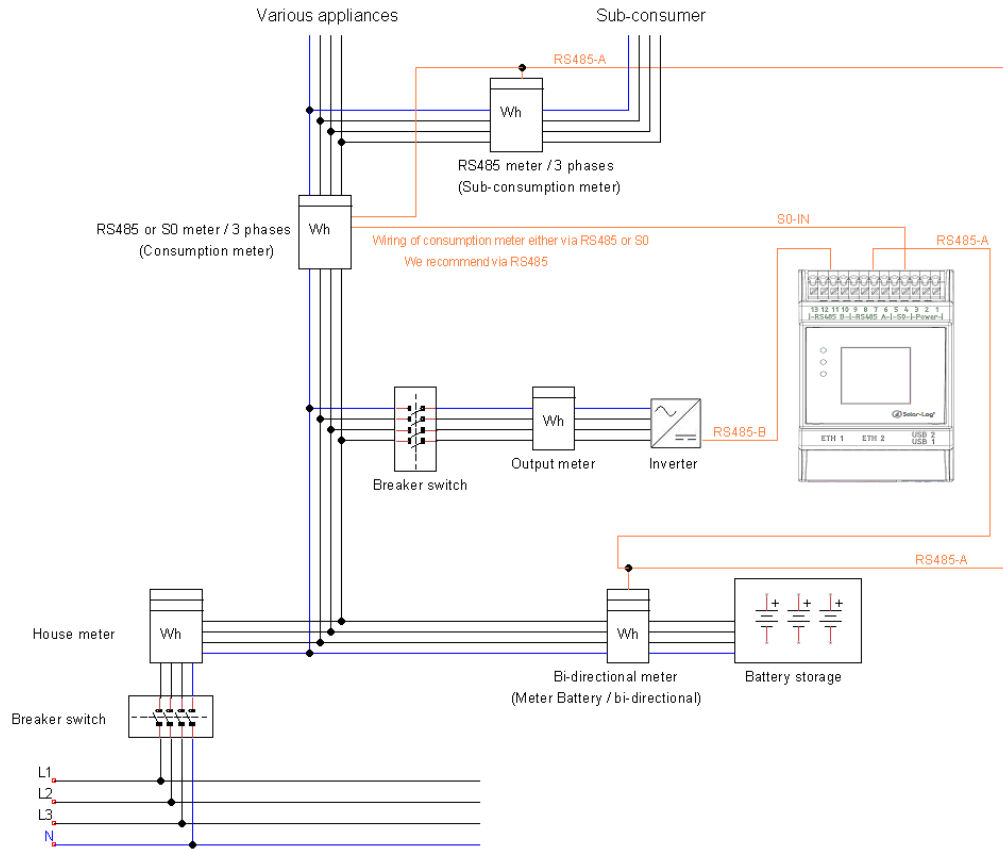 Various appliances
Sub-consumer
RS485-A
Wh
RS485 meter / 3 phases
(Sub-consumption meter)
RS485 or S0 meter / 3 phases
(Consumption meter)
Wh
S0-IN
Wiring of consumption meter either via RS485 or S0
We recommend via RS485
RS485-A
13 12 11 10 9 8 7 6 5 4 3 2 1
|-RS485 B-|-RS485 A-|-S0-|-Power-|
Solar-Log
ETH 1 ETH 2 USB 2
USB 1
Wh
RS485-B
Breaker switch
Output meter
Inverter
RS485-A
House meter
Wh
Wh
+ + +
Bi-directional meter
(Meter Battery / bi-directional)
Battery storage
Breaker switch
L1
L2
L3
N